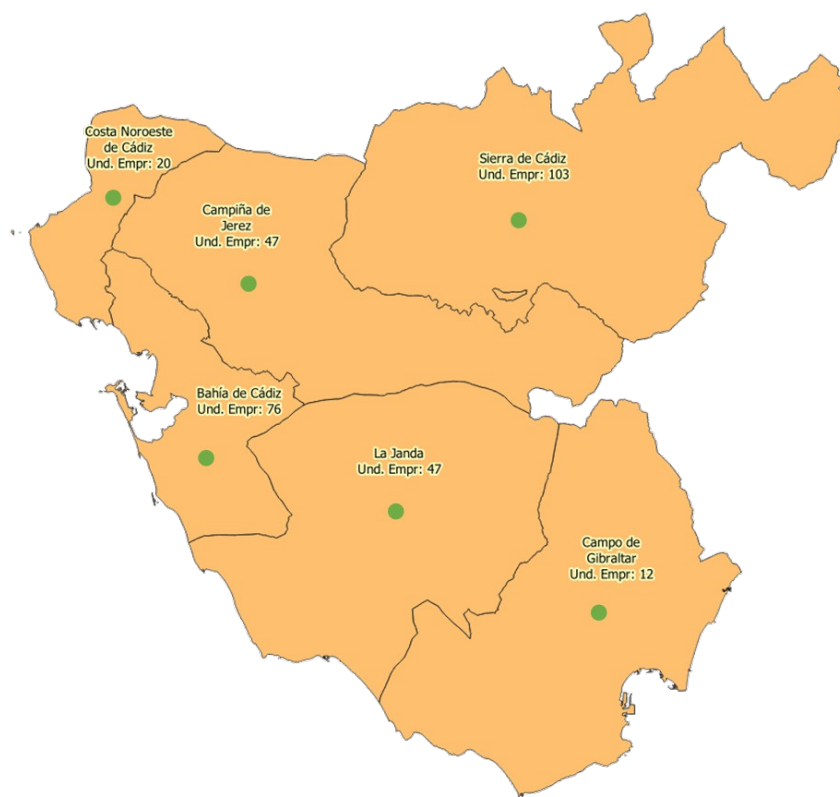 Costa Noroeste
de Cádiz
Und. Empr: 20
Sierra de Cádiz
Und. Empr: 103
Campiña de
Jerez
Und. Empr: 47
Bahía de Cádiz
Und. Empr: 76
La Janda
Und. Empr: 47
Campo de
Gibraltar
Und. Empr: 12